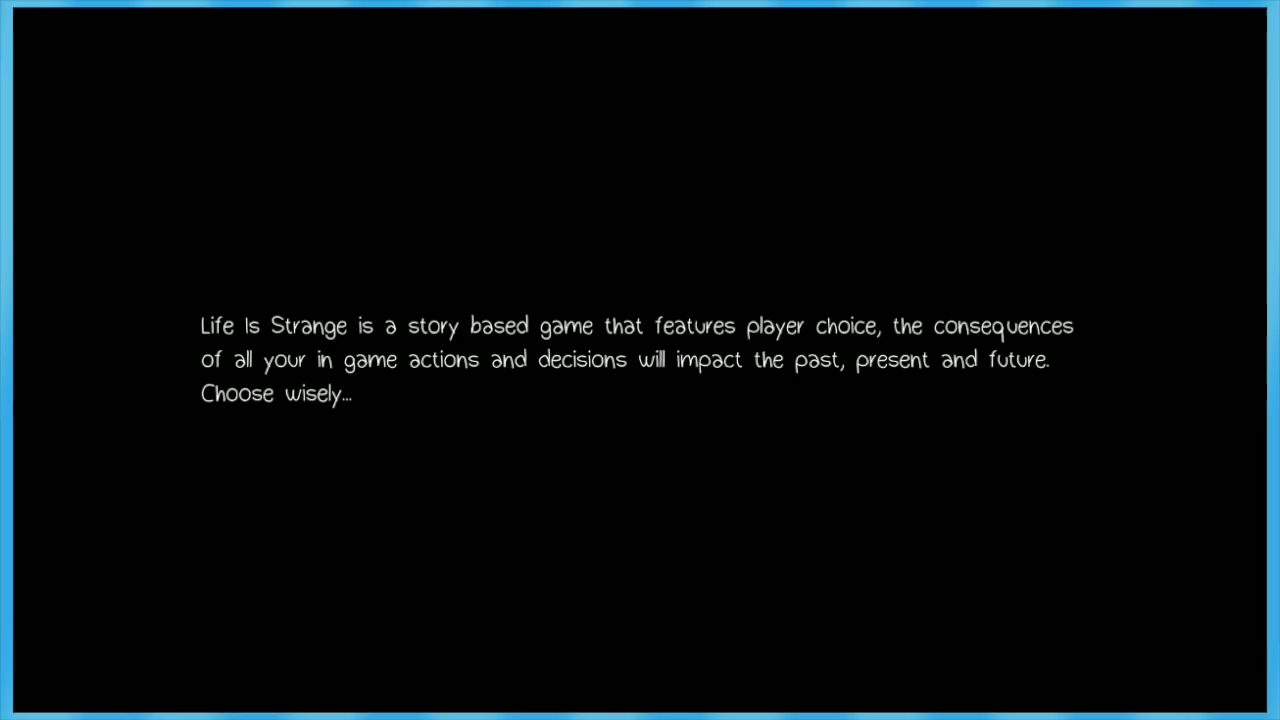 Life Is Strange is a story based game that features player choice, the consequences
of all your in game actions and decisions will impact the past, present and future.
Choose wisely...